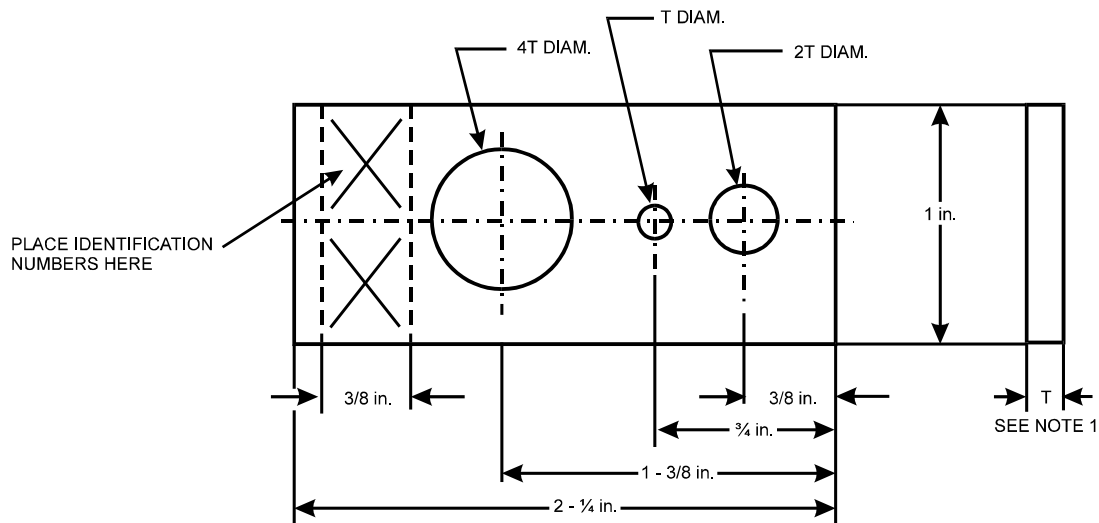 4T DIAM.
T DIAM.
2T DIAM.
PLACE IDENTIFICATION
NUMBERS HERE
1 in.
3/8 in.
3/8 in.
T
SEE NOTE 1
¾ in.
1 - 3/8 in.
2 - ¼ in.